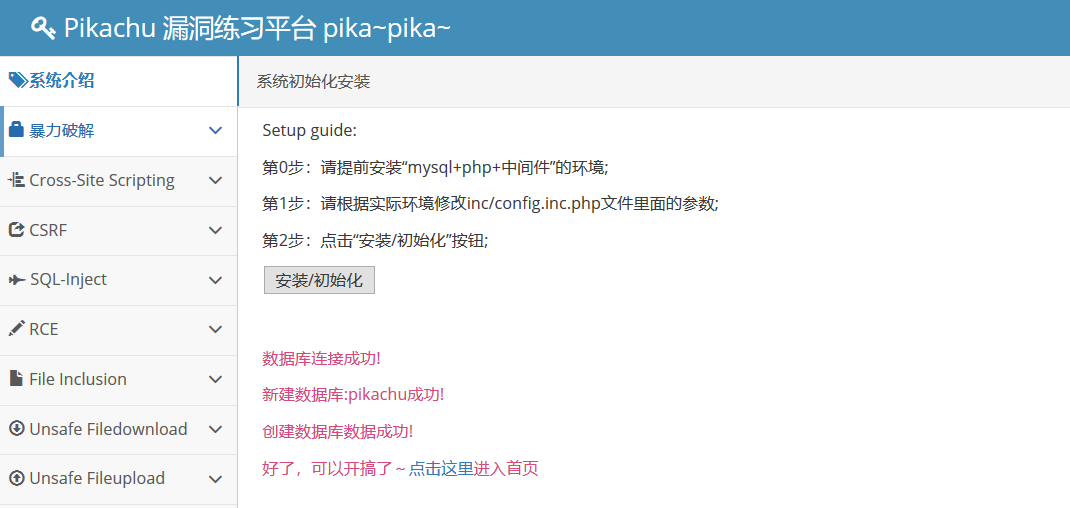 Pikachu 漏洞练习平台 pika~pika~
系统介绍
系统初始化安装
暴力破解
Cross-Site Scripting
CSRF
SQL-Inject
RCE
File Inclusion
Unsafe Filedownload
Unsafe Fileupload
Setup guide:
第0步：请提前安装“mysql+php+中间件”的环境;
第1步：请根据实际环境修改inc/config.inc.php文件里面的参数;
第2步：点击“安装/初始化”按钮;
安装/初始化
数据库连接成功!
新建数据库:pikachu成功!
创建数据库数据成功!
好了，可以开搞了～点击这里进入首页